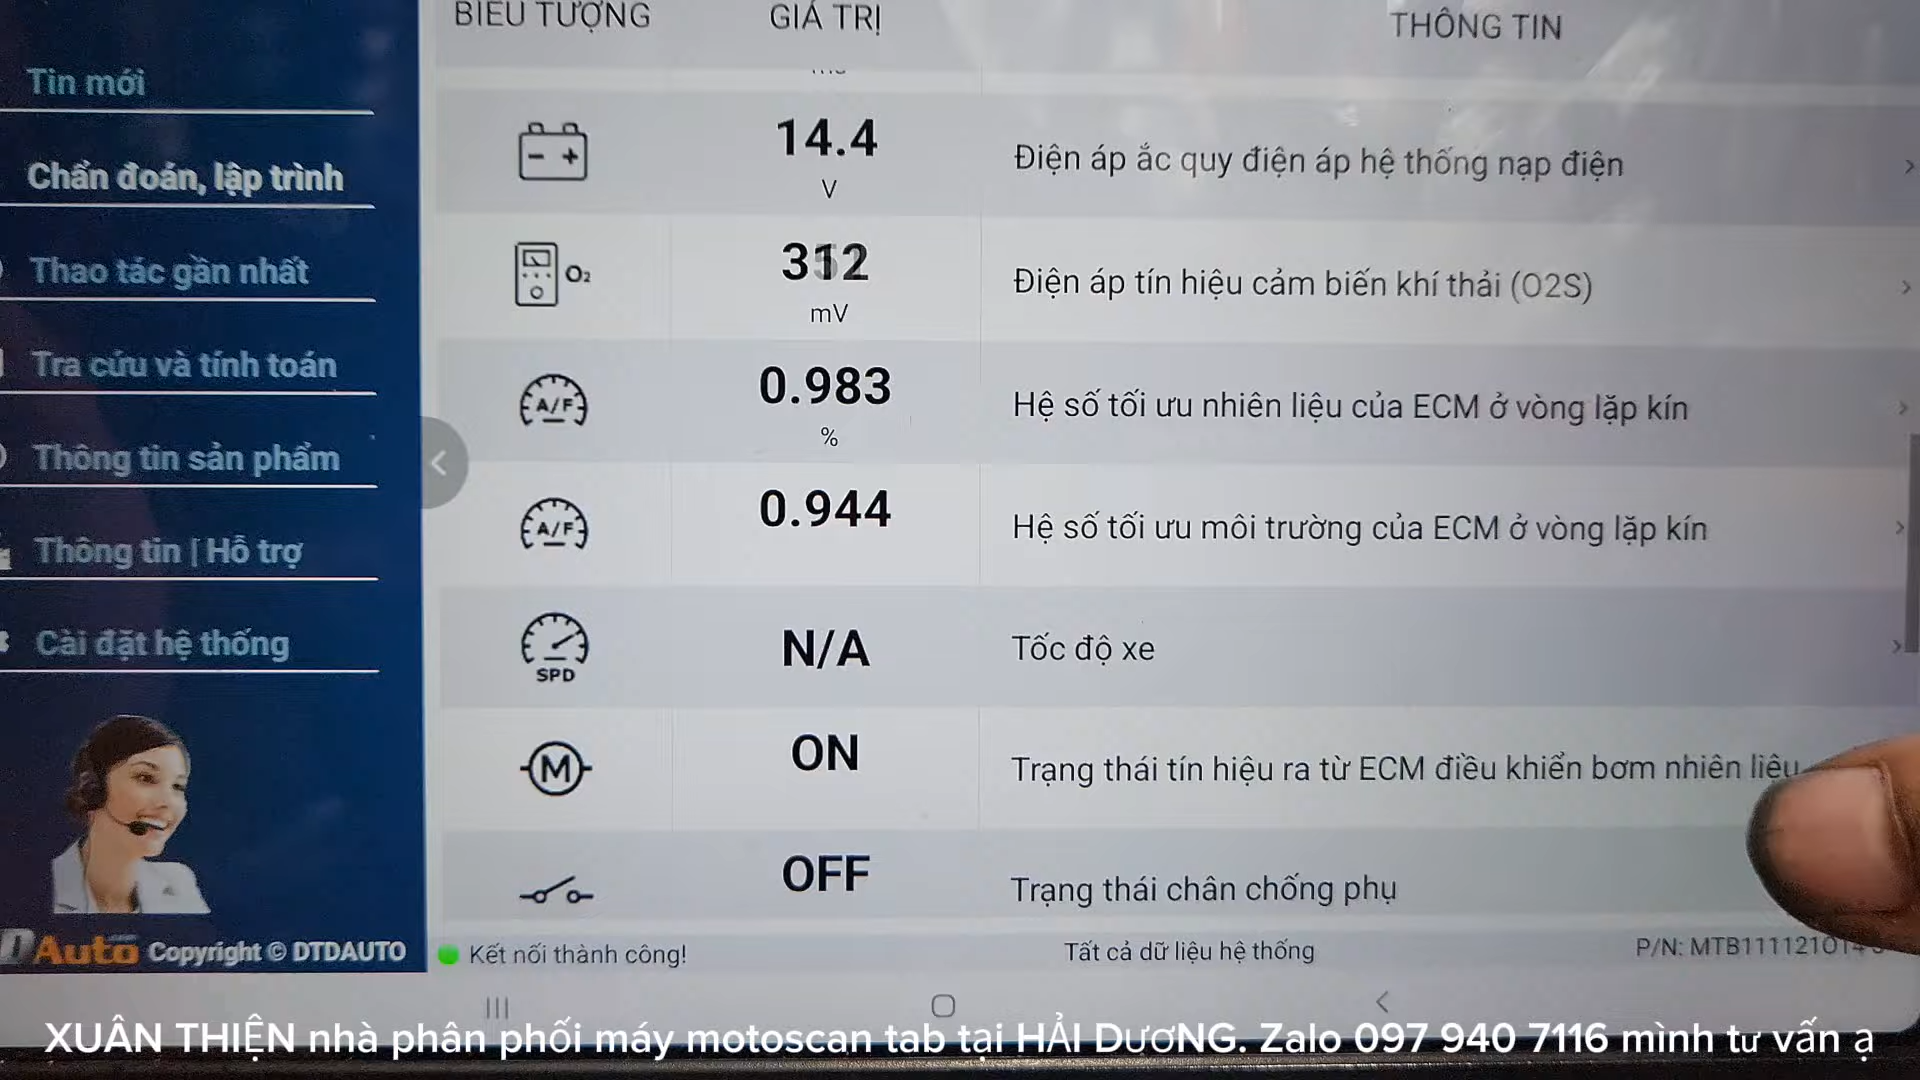 BIỂU TƯỢNG GIÁ TRỊ THÔNG TIN
Tin mới
Chẩn đoán, lập trình
Thao tác gần nhất
Tra cứu và tính toán
Thông tin sản phẩm
Thông tin | Hỗ trợ
Cài đặt hệ thống
Auto Copyright © DTDAUTO
14.4
V
Điện áp ắc quy điện áp hệ thống nạp điện
O₂
mV
Điện áp tín hiệu cảm biến khí thải (O2S)
A/F
0.983
%
Hệ số tối ưu nhiên liệu của ECM ở vòng lặp kín
A/F
0.944
Hệ số tối ưu môi trường của ECM ở vòng lặp kín
SPD
N/A
Tốc độ xe
M
ON
Trạng thái tín hiệu ra từ ECM điều khiển bơm nhiên liệu
OFF
Trạng thái chân chống phụ
Kết nối thành công!
Tất cả dữ liệu hệ thống
P/N:
XUÂN THIỆN nhà phân phối máy motoscan tab tại HẢI DƯƠNG. Zalo 097 940 7116 mình tư vấn ạ